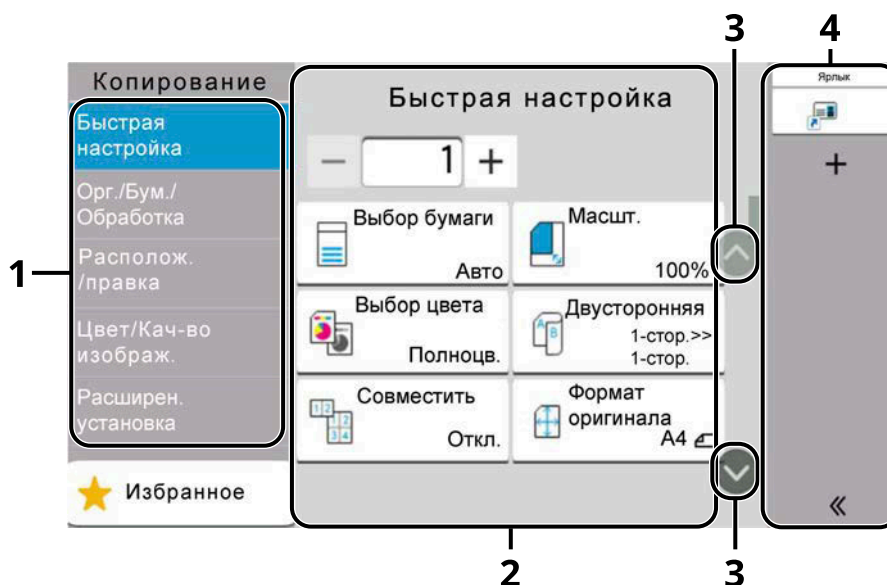 3
4
Копирование
Быстрая
настройка
Орг./Бум./
Обработка
Располож.
/правка
Цвет/Кач-во
изображ.
Расширен.
установка
Избранное
1
Быстрая настройка
1
Выбор бумаги
Авто
Масшт.
100%
Выбор цвета
Полноцв.
Двусторонняя
1-стор.>>
1-стор.
Совместить
Откл.
Формат
оригинала
A4
Ярлык
2
3